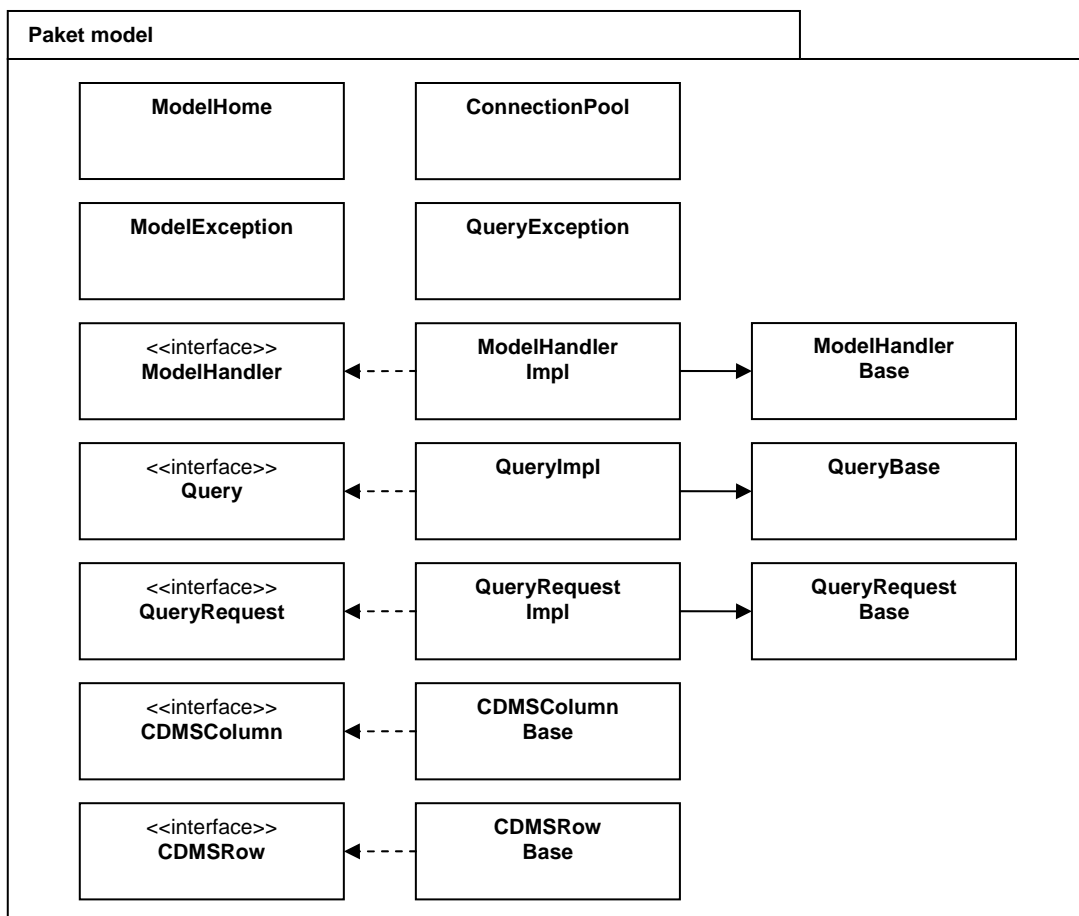 Paket model
ModelHome
ConnectionPool
ModelException
QueryException
<<interface>>
ModelHandler
ModelHandler
Impl
ModelHandler
Base
<<interface>>
Query
QueryImpl
QueryBase
<<interface>>
QueryRequest
QueryRequest
Impl
QueryRequest
Base
<<interface>>
CDMSColumn
CDMSColumn
Base
<<interface>>
CDMSRow
CDMSRow
Base